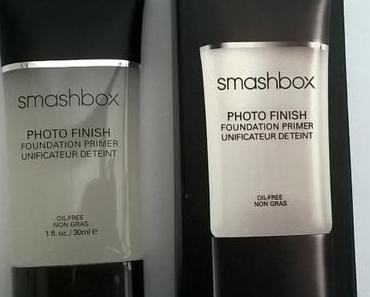 smashbox
PHOTO FINISH
FOUNDATION PRIMER
UNIFICATEUR DE TEINT
OIL-FREE
NON GRAS
1 fl. oz./30ml e
smashbox
PHOTO FINISH
FOUNDATION PRIMER
UNIFICATEUR DE TEINT
OIL-FREE
NON GRAS